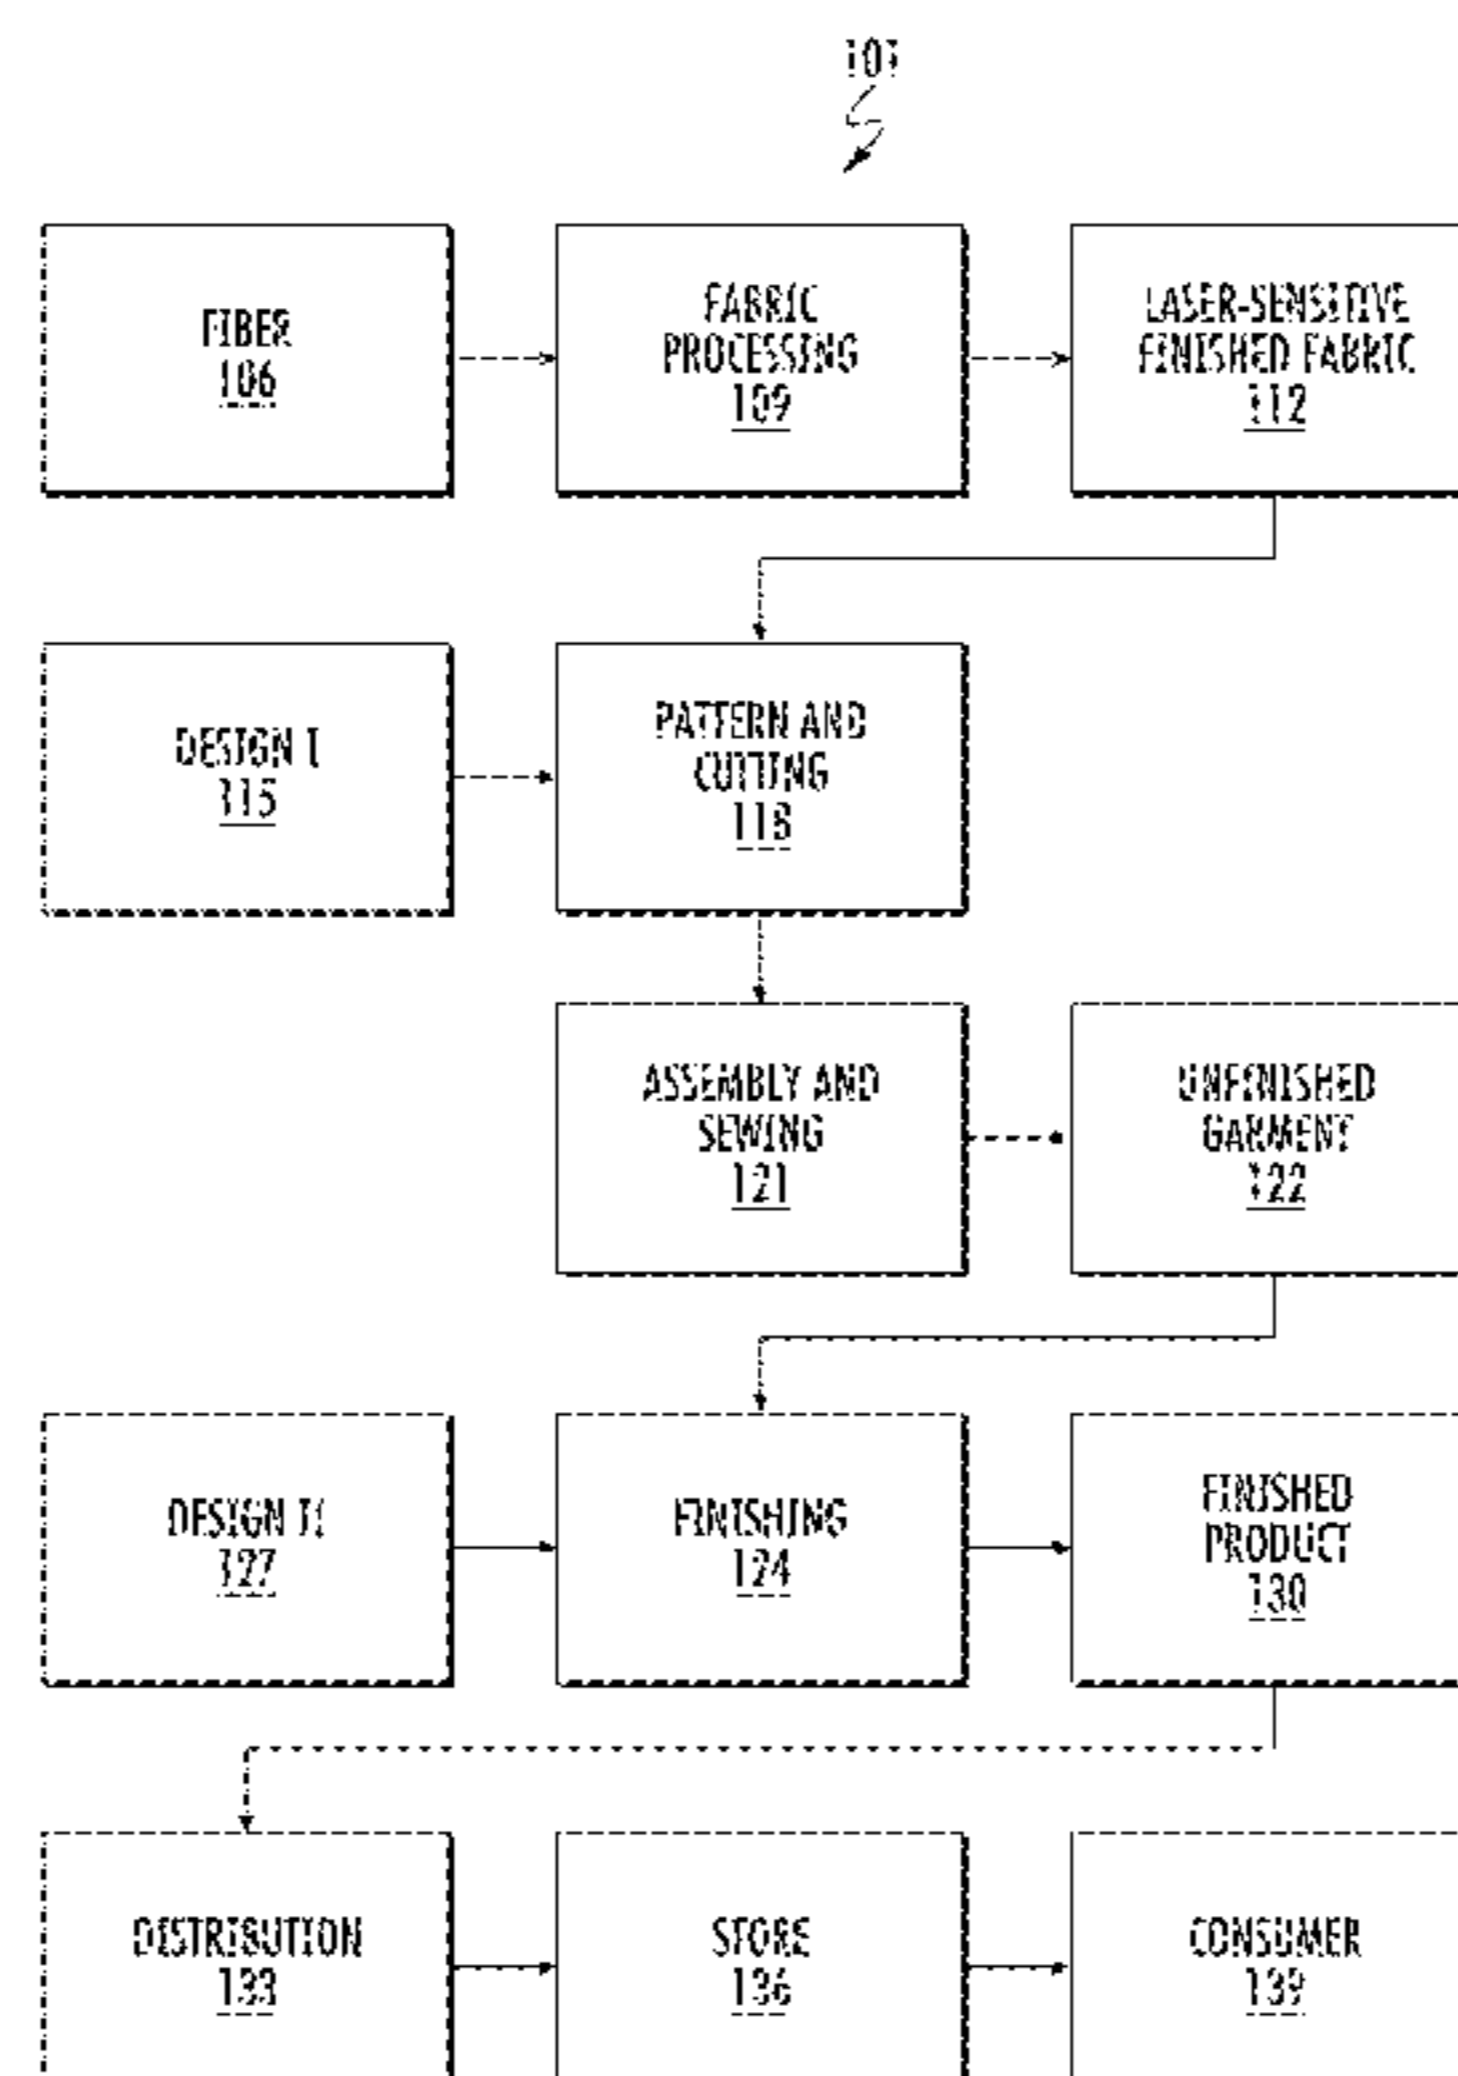 101
FIBER
106
FABRIC
PROCESSING
109
LASER-SENSITIVE
FINISHED FABRIC
112
DESIGN I
115
PATTERN AND
CUTTING
118
ASSEMBLY AND
SEWING
121
UNFINISHED
GARMENT
122
DESIGN II
127
FINISHING
124
FINISHED
PRODUCT
130
DISTRIBUTION
133
STORE
136
CONSUMER
139